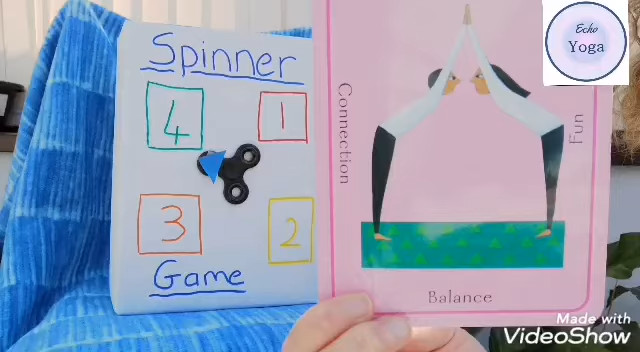 Spinner
4
1
3
2
Game
Connection
Fun
Balance
Echo
Yoga
Made with
VideoShow